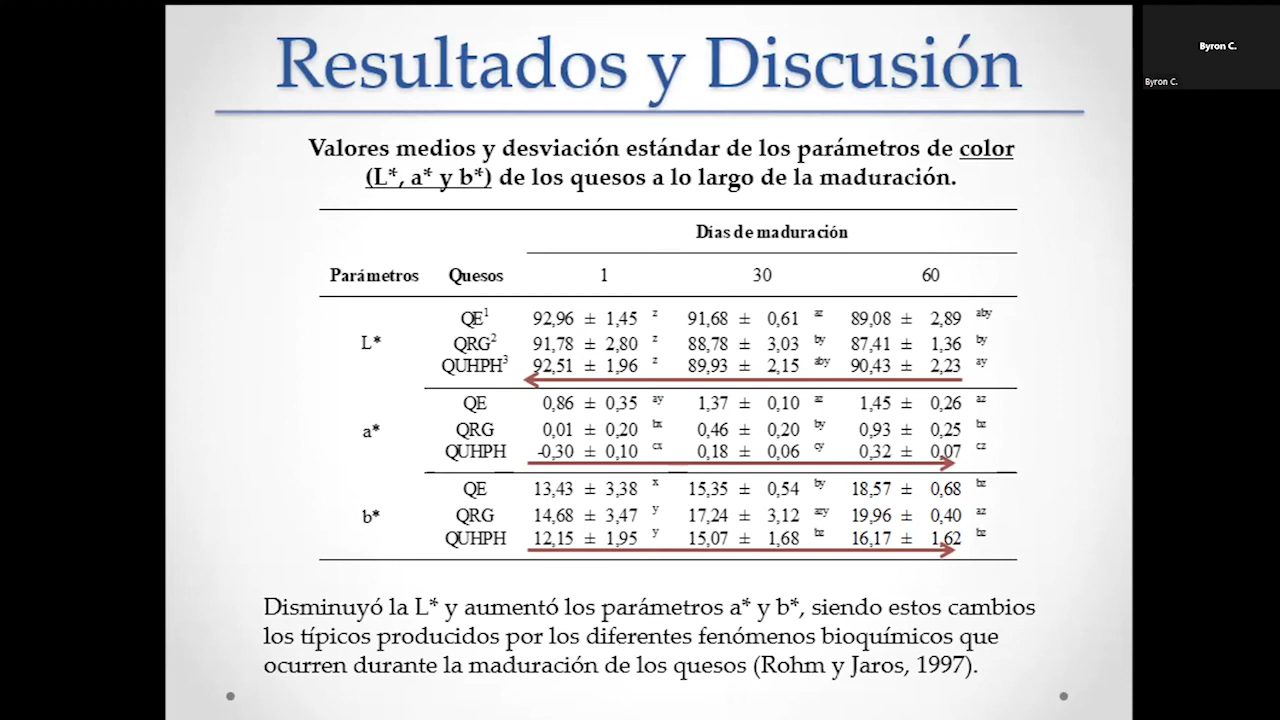 Resultados y Discusión
Byron C.
Byron C.
Valores medios y desviación estándar de los parámetros de color
(L*, a* y b*) de los quesos a lo largo de la maduración.
Días de maduración
Parámetros Quesos 1 30 60
L*
QE1 92,96 ± 1,45 z 91,68 ± 0,61 az 89,08 ± 2,89 aby
QRG2 91,78 ± 2,80 z 88,78 ± 3,03 by 87,41 ± 1,36 by
QUHPH3 92,51 ± 1,96 z 89,93 ± 2,15 aby 90,43 ± 2,23 ay
a*
QE 0,86 ± 0,35 ay 1,37 ± 0,10 az 1,45 ± 0,26 az
QRG 0,01 ± 0,20 bx 0,46 ± 0,20 by 0,93 ± 0,25 bz
QUHPH -0,30 ± 0,10 cx 0,18 ± 0,06 cy 0,32 ± 0,07 cz
b*
QE 13,43 ± 3,38 x 15,35 ± 0,54 by 18,57 ± 0,68 bz
QRG 14,68 ± 3,47 y 17,24 ± 3,12 azy 19,96 ± 0,40 az
QUHPH 12,15 ± 1,95 y 15,07 ± 1,68 bz 16,17 ± 1,62 bz
Disminuyó la L* y aumentó los parámetros a* y b*, siendo estos cambios
los típicos producidos por los diferentes fenómenos bioquímicos que
ocurren durante la maduración de los quesos (Rohm y Jaros, 1997).